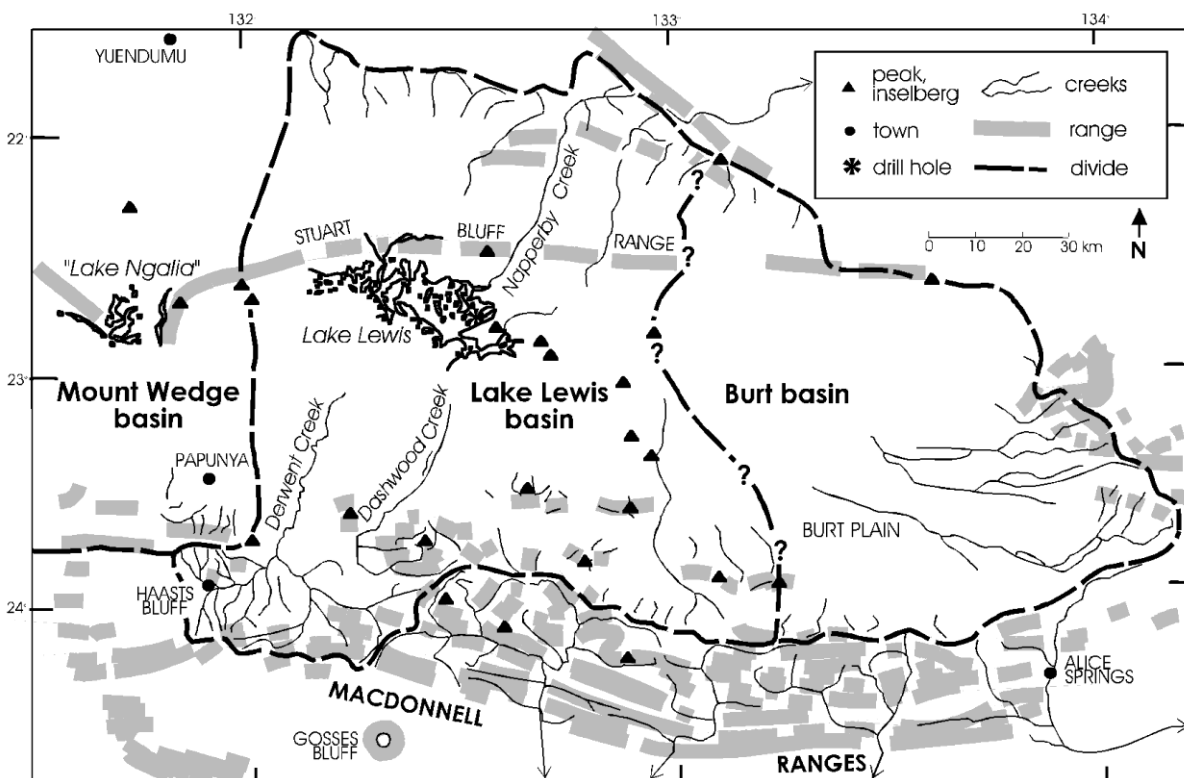 132
133°
134°
YUENDUMU
peak,
inselberg
creeks
town
range
drill hole
divide
22°
0 10 20 30 km
N
STUART
BLUFF
RANGE
Napperby Creek
"Lake Ngalia"
Lake Lewis
23°
Mount Wedge
basin
Lake Lewis
basin
Burt basin
PAPUNYA
Derwent Creek
Dashwood Creek
BURT PLAIN
HAASTS
BLUFF
24°
ALICE
SPRINGS
MACDONNELL
GOSSES
BLUFF
RANGES
?
?
?
?
?
?